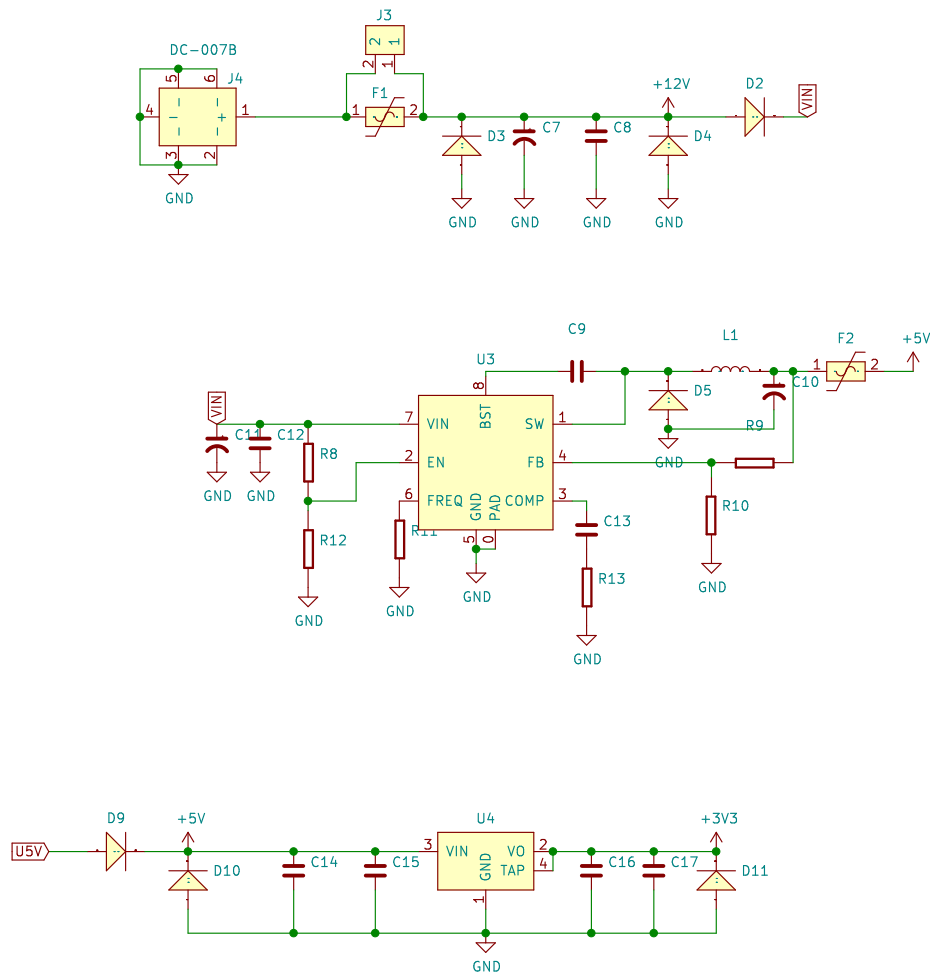 J3
2 1
2 1
DC-007B
J4
5 6
4 - + 1
3 2
GND
F1
1 2
D3
GND
C7
GND
C8
GND
+12V
D4
GND
D2
VIN
C9
L1
F2
1 2
+5V
U3
8
BST
7 VIN
2 EN
6 FREQ
GND
PAD
5 0
SW 1
FB 4
COMP 3
GND
VIN
C11
GND
C12
GND
R8
R12
GND
R11
GND
D5
GND
C10
R9
R10
GND
C13
R13
GND
U5V
D9
+5V
D10
C14
C15
U4
3 VIN
VO 2
TAP 4
GND
1
GND
C16
C17
+3V3
D11